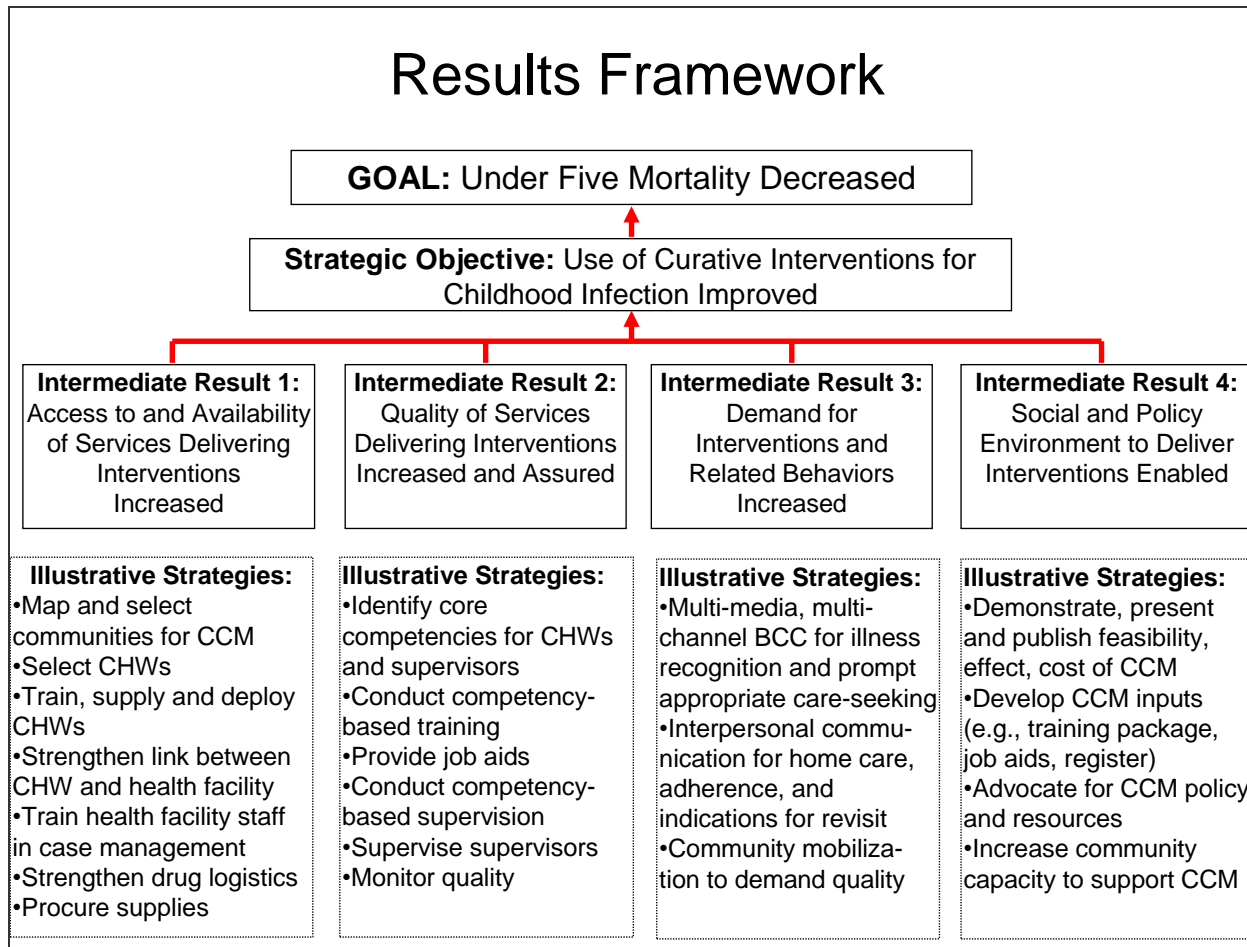 Results Framework
GOAL: Under Five Mortality Decreased
Strategic Objective: Use of Curative Interventions for
Childhood Infection Improved
Intermediate Result 1:
Access to and Availability
of Services Delivering
Interventions
Increased
Intermediate Result 2:
Quality of Services
Delivering Interventions
Increased and Assured
Intermediate Result 3:
Demand for
Interventions and
Related Behaviors
Increased
Intermediate Result 4:
Social and Policy
Environment to Deliver
Interventions Enabled
Illustrative Strategies:
•Map and select
communities for CCM
•Select CHWs
•Train, supply and deploy
CHWs
•Strengthen link between
CHW and health facility
•Train health facility staff
in case management
•Strengthen drug logistics
•Procure supplies
Illustrative Strategies:
•Identify core
competencies for CHWs
and supervisors
•Conduct competency-
based training
•Provide job aids
•Conduct competency-
based supervision
•Supervise supervisors
•Monitor quality
Illustrative Strategies:
•Multi-media, multi-
channel BCC for illness
recognition and prompt
appropriate care-seeking
•Interpersonal commu-
nication for home care,
adherence, and
indications for revisit
•Community mobiliza-
tion to demand quality
Illustrative Strategies:
•Demonstrate, present
and publish feasibility,
effect, cost of CCM
•Develop CCM inputs
(e.g., training package,
job aids, register)
•Advocate for CCM policy
and resources
•Increase community
capacity to support CCM